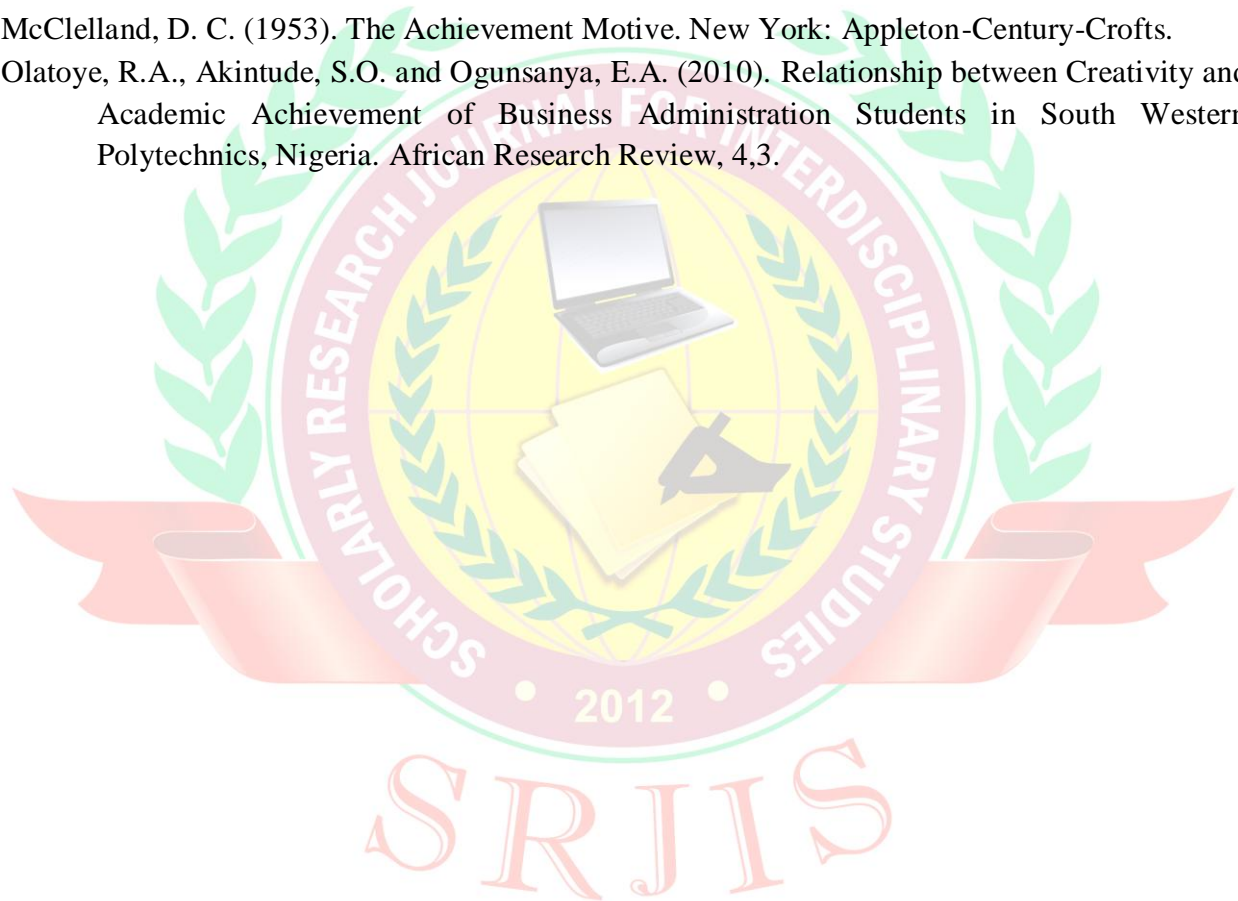 McClelland, D. C. (1953). The Achievement Motive. New York: Appleton-Century-Crofts.
Olatoye, R.A., Akintude, S.O. and Ogunsanya, E.A. (2010). Relationship between Creativity and
Academic Achievement of Business Administration Students in South Western
Polytechnics, Nigeria. African Research Review, 4,3.
SCHOLARLY RESEARCH JOURNAL FOR INTERDISCIPLINARY STUDIES
• 2012 •
SRJIS